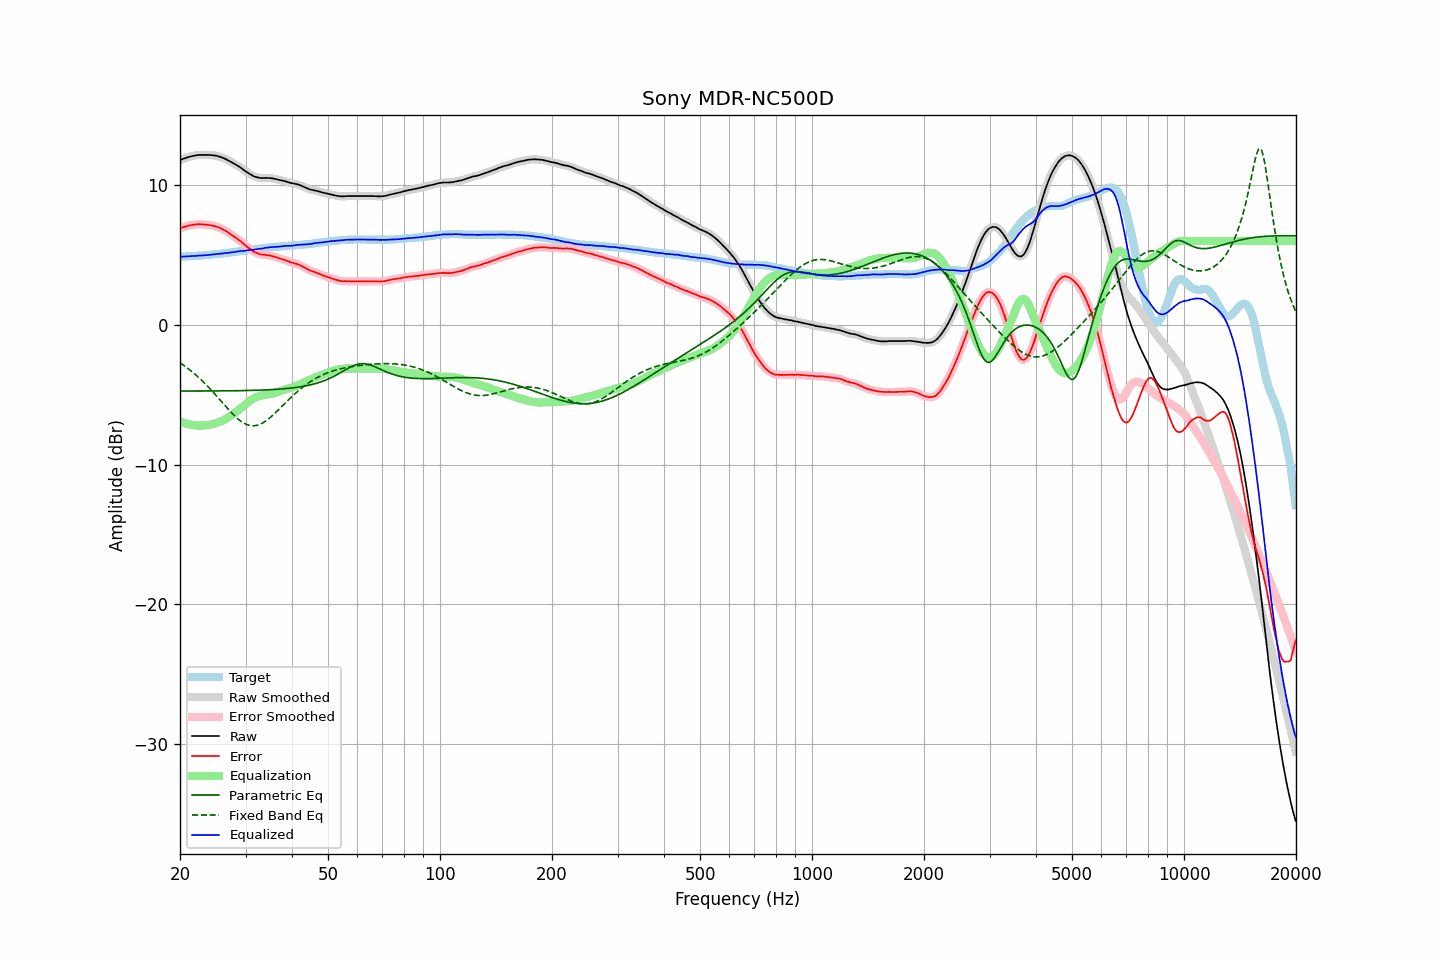 Sony MDR-NC500D
Amplitude (dBr)
10
0
−10
−20
−30
Target
Raw Smoothed
Error Smoothed
Raw
Error
Equalization
Parametric Eq
Fixed Band Eq
Equalized
20 50 100 200 500 1000 2000 5000 10000 20000
Frequency (Hz)